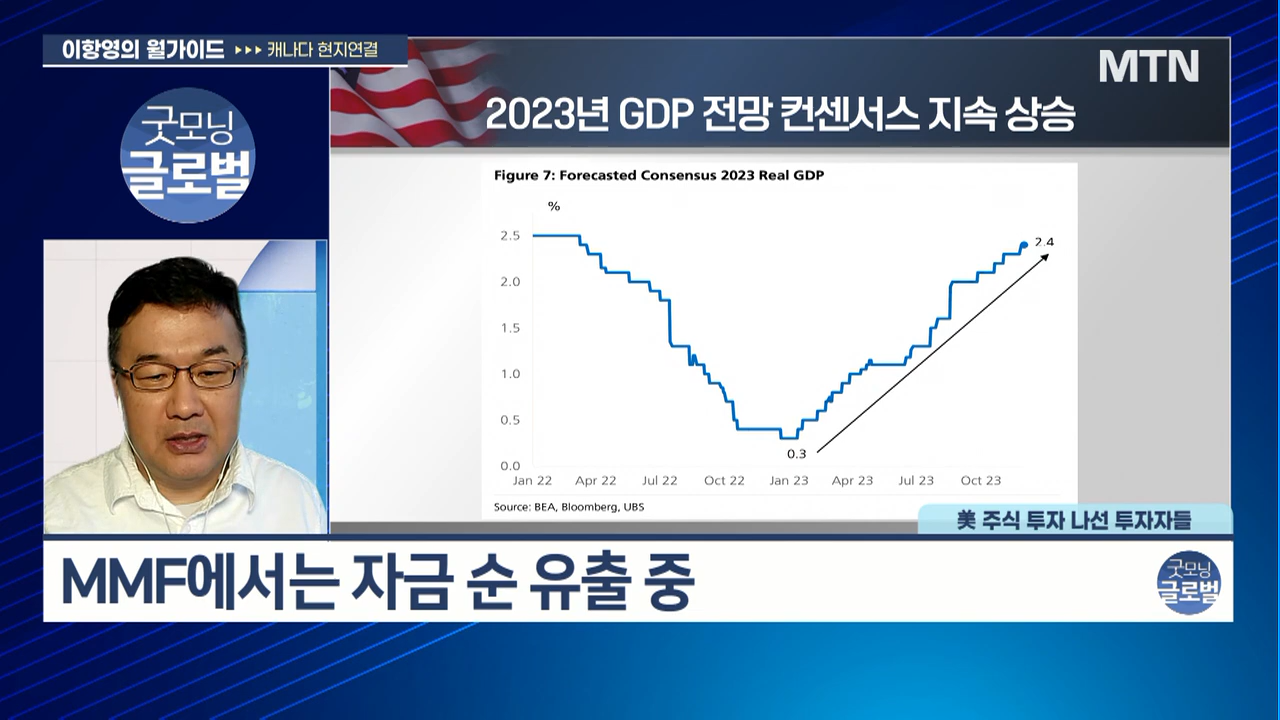 이항영의 월가이드 ▸▸▸ 캐나다 현지연결
MTN
굿모닝
글로벌
2023년 GDP 전망 컨센서스 지속 상승
Figure 7: Forecasted Consensus 2023 Real GDP
%
2.5
2.0
1.5
1.0
0.5
0.0
2.4
0.3
Jan 22 Apr 22 Jul 22 Oct 22 Jan 23 Apr 23 Jul 23 Oct 23
Source: BEA, Bloomberg, UBS
美 주식 투자 나선 투자자들
MMF에서는 자금 순 유출 중
굿모닝
글로벌